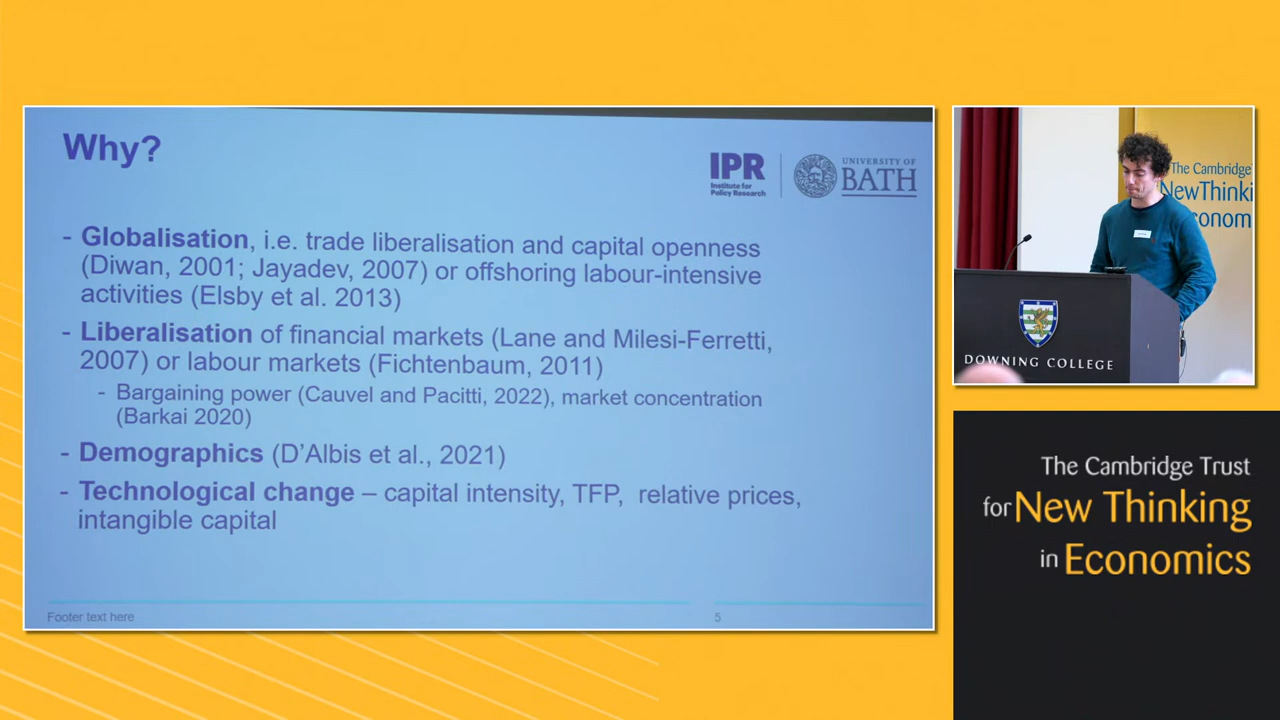 Why?
IPR
Institute for
Policy Research
UNIVERSITY OF
BATH
- Globalisation, i.e. trade liberalisation and capital openness
(Diwan, 2001; Jayadev, 2007) or offshoring labour-intensive
activities (Elsby et al. 2013)
- Liberalisation of financial markets (Lane and Milesi-Ferretti,
2007) or labour markets (Fichtenbaum, 2011)
- Bargaining power (Cauvel and Pacitti, 2022), market concentration
(Barkai 2020)
- Demographics (D'Albis et al., 2021)
- Technological change – capital intensity, TFP, relative prices,
intangible capital
Footer text here
5
The Cambridge
NewThinki
Econom
DOWNING COLLEGE
The Cambridge Trust
for New Thinking
in Economics